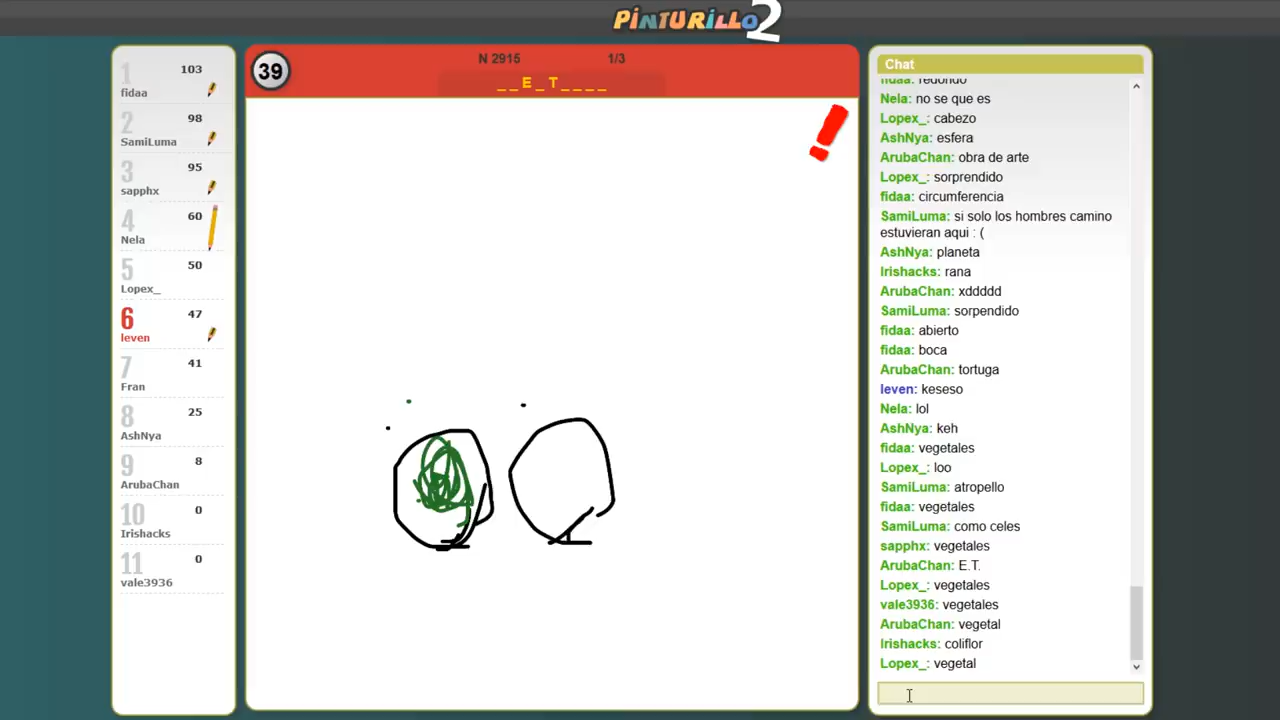 PiNTURiLLO2
1
103
fidaa
2
98
SamiLuma
3
95
sapphx
4
60
Nela
5
50
Lopex_
6
47
leven
7
41
Fran
8
25
AshNya
9
8
ArubaChan
10
0
Irishacks
11
0
vale3936
39
N 2915
1/3
__E_T____
!
Chat
fidaa: redondo
Nela: no se que es
Lopex_: cabezo
AshNya: esfera
ArubaChan: obra de arte
Lopex_: sorprendido
fidaa: circumferencia
SamiLuma: si solo los hombres camino
estuvieran aqui : (
AshNya: planeta
Irishacks: rana
ArubaChan: xddddd
SamiLuma: sorpendido
fidaa: abierto
fidaa: boca
ArubaChan: tortuga
leven: keseso
Nela: lol
AshNya: keh
fidaa: vegetales
Lopex_: loo
SamiLuma: atropello
fidaa: vegetales
SamiLuma: como celes
sapphx: vegetales
ArubaChan: E.T.
Lopex_: vegetales
vale3936: vegetales
ArubaChan: vegetal
Irishacks: coliflor
Lopex_: vegetal